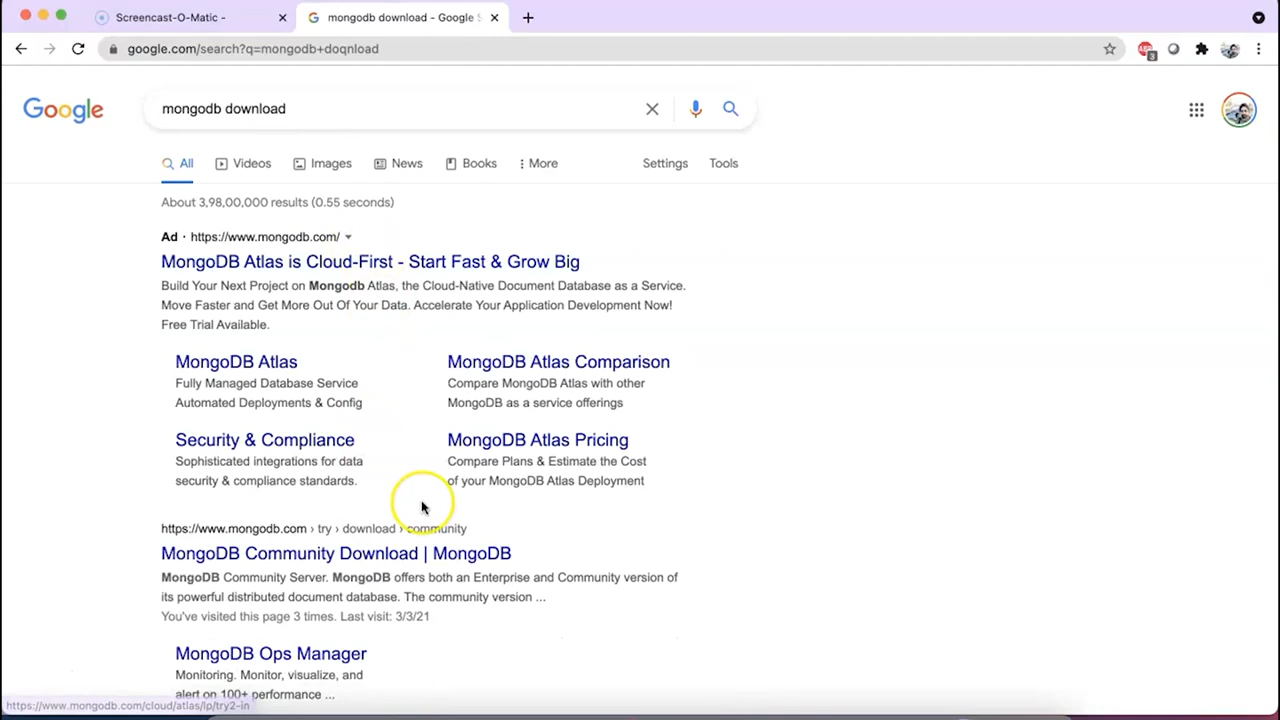 Screencast-O-Matic -
mongodb download - Google S
google.com/search?q=mongodb+doqnload
3
Google
mongodb download
All
Videos
Images
News
Books
More
Settings
Tools
About 3,98,00,000 results (0.55 seconds)
Ad · https://www.mongodb.com/
MongoDB Atlas is Cloud-First - Start Fast & Grow Big
Build Your Next Project on Mongodb Atlas, the Cloud-Native Document Database as a Service.
Move Faster and Get More Out Of Your Data. Accelerate Your Application Development Now!
Free Trial Available.
MongoDB Atlas
Fully Managed Database Service
Automated Deployments & Config
MongoDB Atlas Comparison
Compare MongoDB Atlas with other
MongoDB as a service offerings
Security & Compliance
Sophisticated integrations for data
security & compliance standards.
MongoDB Atlas Pricing
Compare Plans & Estimate the Cost
of your MongoDB Atlas Deployment
https://www.mongodb.com › try › download › community
MongoDB Community Download | MongoDB
MongoDB Community Server. MongoDB offers both an Enterprise and Community version of
its powerful distributed document database. The community version ...
You've visited this page 3 times. Last visit: 3/3/21
MongoDB Ops Manager
Monitoring. Monitor, visualize, and
alert on 100+ performance ...
https://www.mongodb.com/cloud/atlas/lp/try2-in